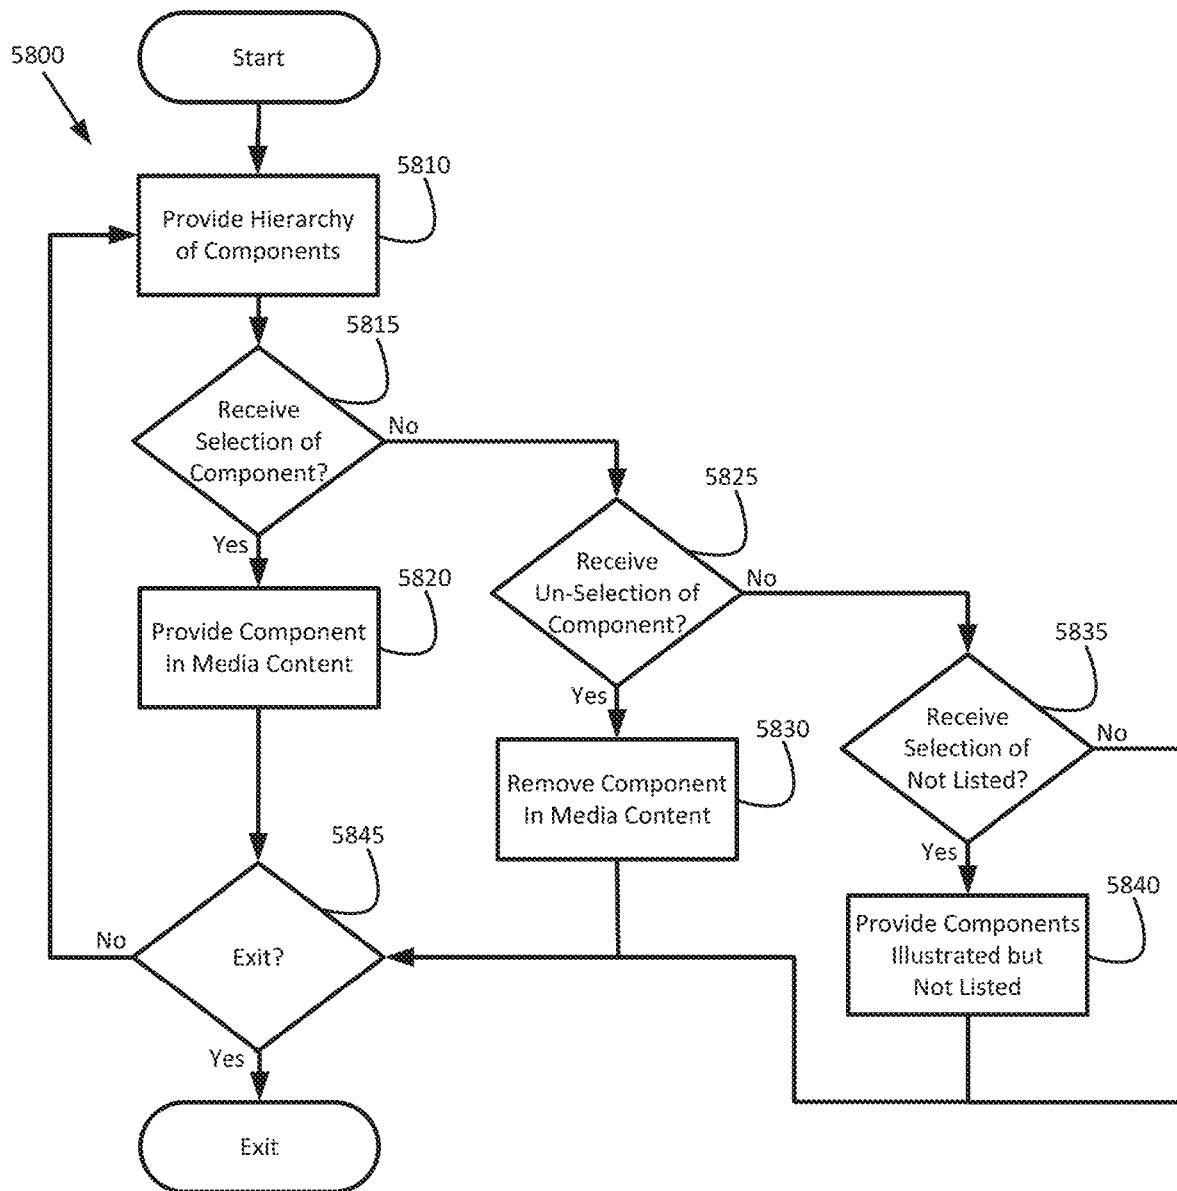 5800
Start
5810
Provide Hierarchy
of Components
5815
Receive
Selection of
Component?
No
Yes
5825
Receive
Un-Selection of
Component?
No
Yes
5820
Provide Component
in Media Content
5835
Receive
Selection of
Not Listed?
No
Yes
5830
Remove Component
in Media Content
5845
Exit?
No
Yes
5840
Provide Components
Illustrated but
Not Listed
Exit